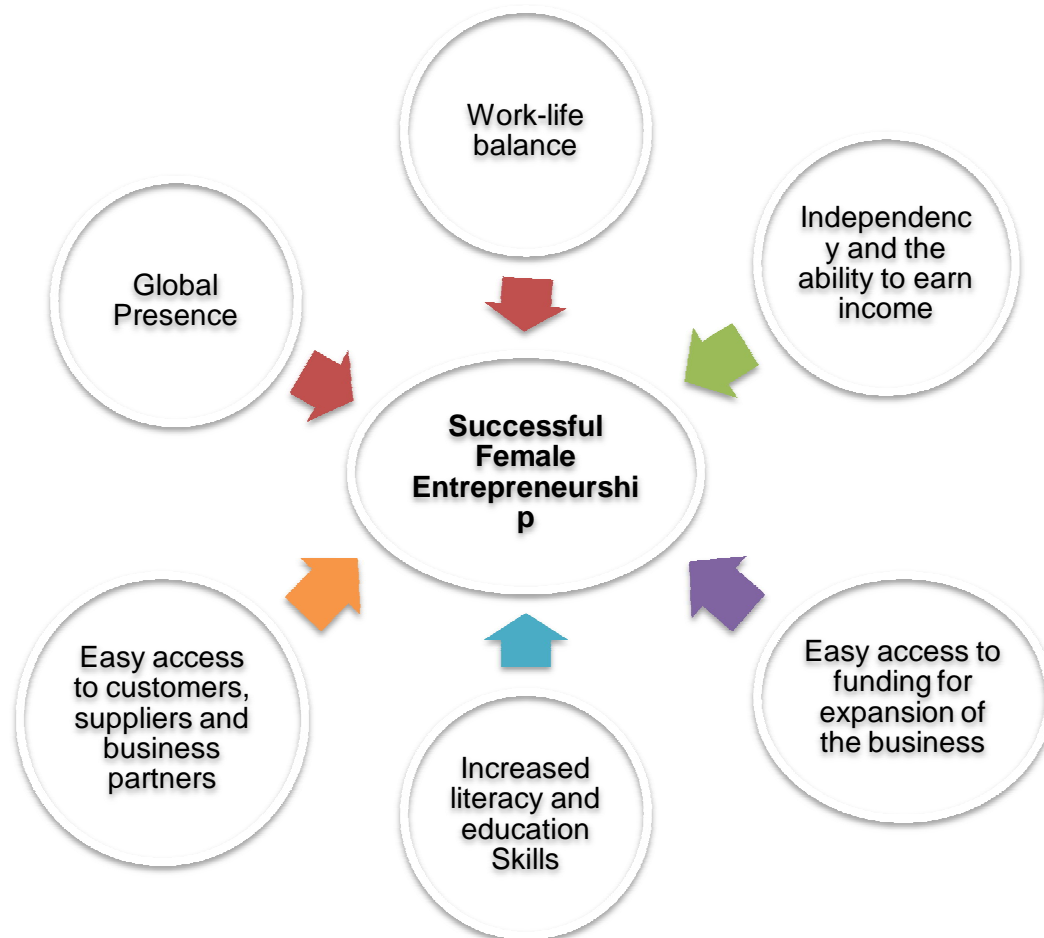 Work-life
balance
Independenc
y and the
ability to earn
income
Global
Presence
Successful
Female
Entrepreneurshi
p
Easy access
to customers,
suppliers and
business
partners
Increased
literacy and
education
Skills
Easy access to
funding for
expansion of
the business